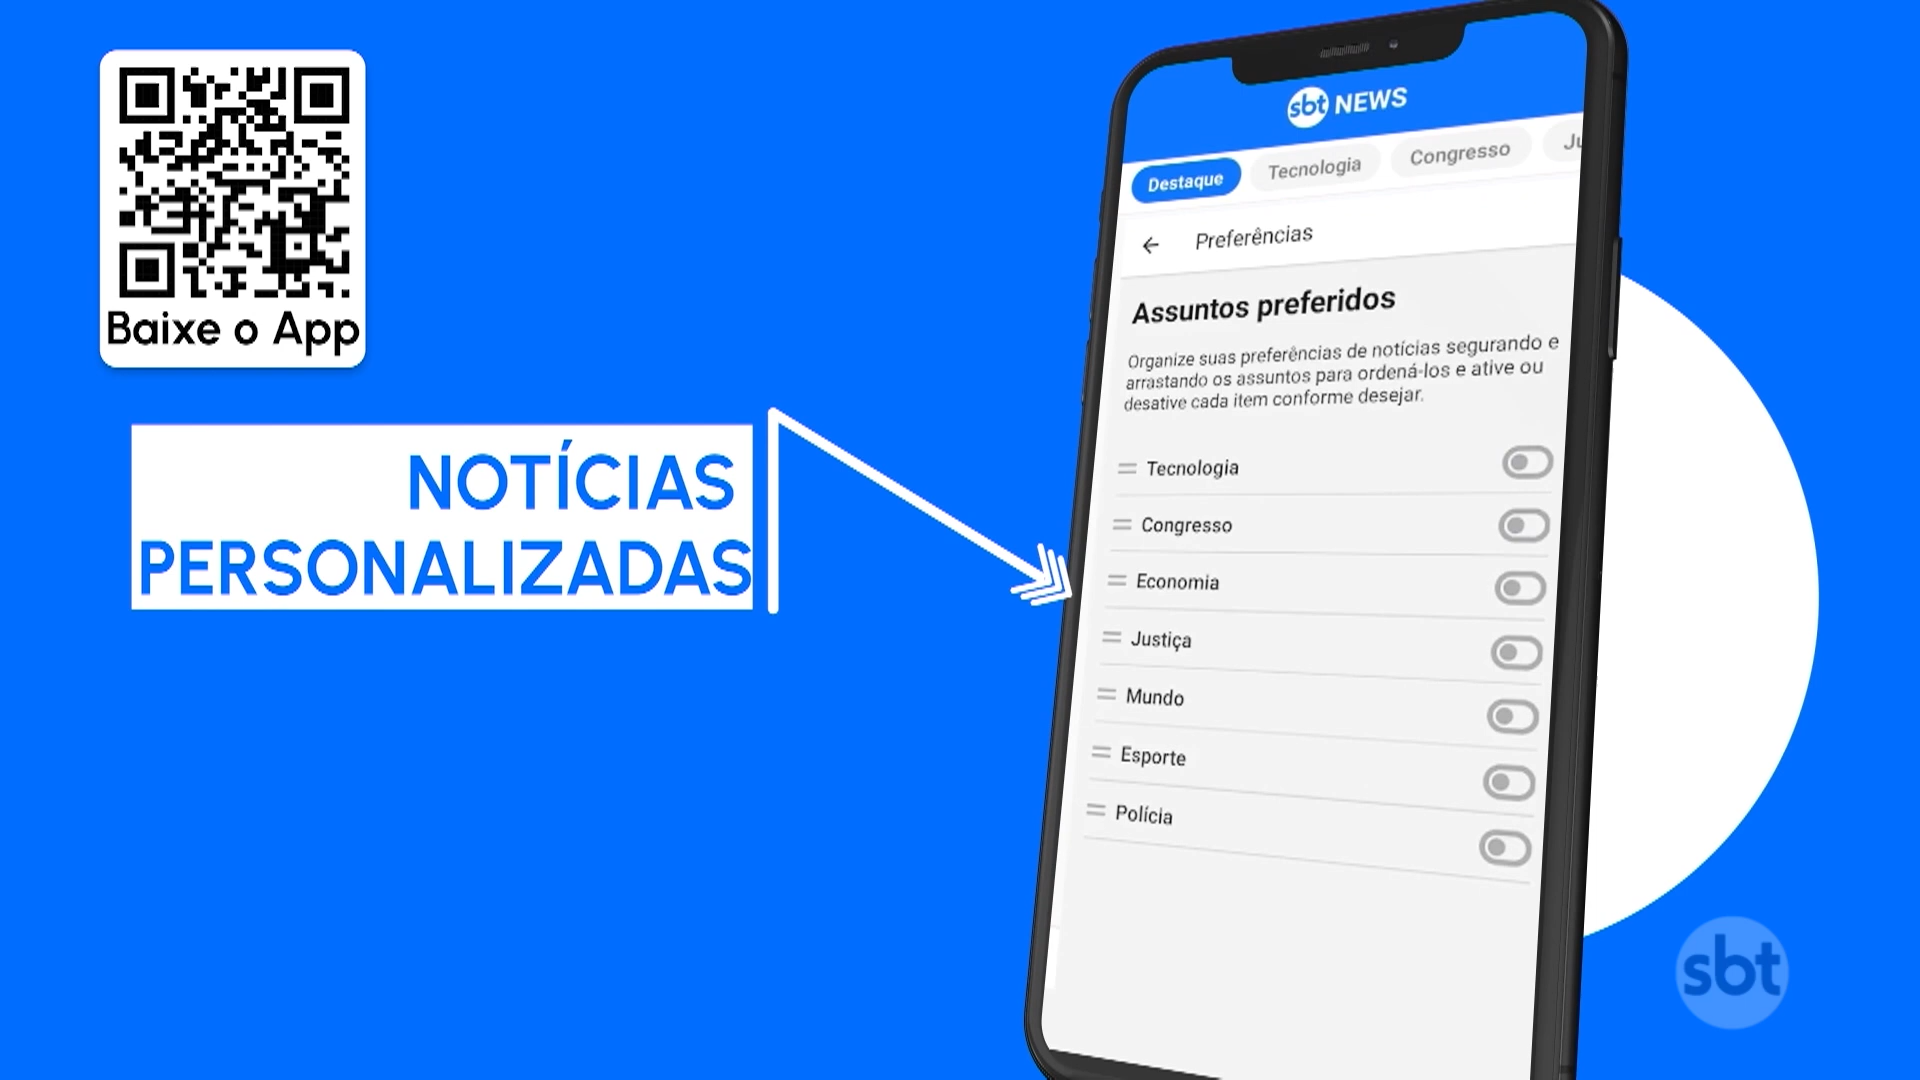 Baixe o App
NOTÍCIAS
PERSONALIZADAS
sbt NEWS
Destaque
Tecnologia
Congresso
Preferências
Assuntos preferidos
Organize suas preferências de notícias segurando e
arrastando os assuntos para ordená-los e ative ou
desative cada item conforme desejar.
Tecnologia
Congresso
Economia
Justiça
Mundo
Esporte
Polícia
sbt